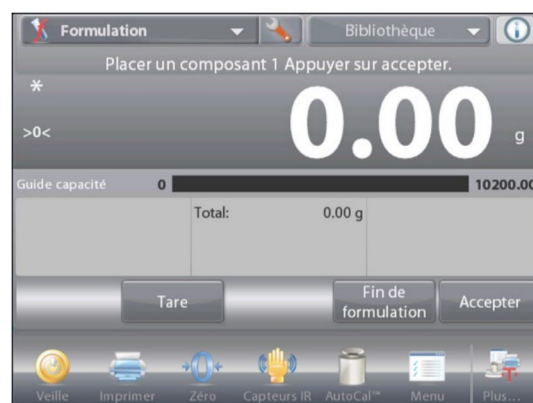 Formulation
Bibliothèque
Placer un composant 1 Appuyer sur accepter.
*
>0<
0.00 g
Guide capacité 0 10200.00
Total: 0.00 g
Tare
Fin de
formulation
Accepter
→0←
Veille Imprimer Zéro Capteurs IR AutoCal™ Menu Plus...